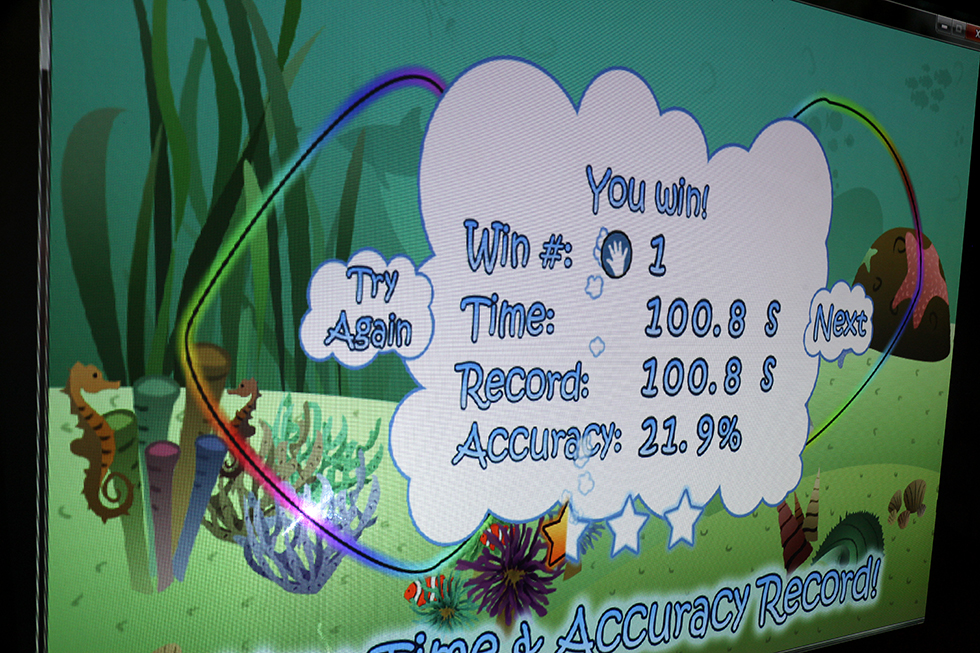 You win!
Win #: 1
Time: 100.8 s
Record: 100.8 s
Accuracy: 21.9%
Try
Again
Next
Time & Accuracy Record!